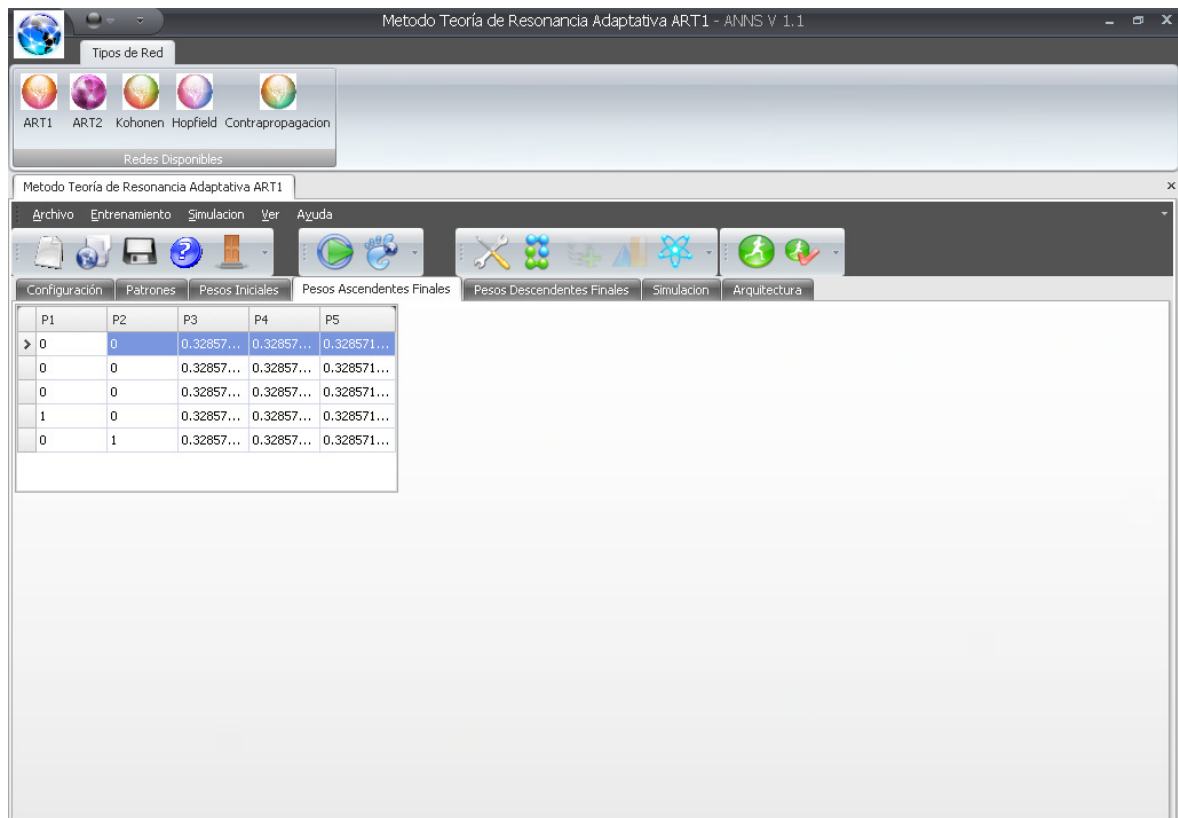 Metodo Teoría de Resonancia Adaptativa ART1 - ANNS V 1.1
Tipos de Red
ART1 ART2 Kohonen Hopfield Contrapropagacion
Redes Disponibles
Metodo Teoría de Resonancia Adaptativa ART1
Archivo Entrenamiento Simulacion Ver Ayuda
Configuración Patrones Pesos Iniciales Pesos Ascendentes Finales Pesos Descendentes Finales Simulacion Arquitectura
P1 P2 P3 P4 P5
0 0 0.32857... 0.32857... 0.328571...
0 0 0.32857... 0.32857... 0.328571...
0 0 0.32857... 0.32857... 0.328571...
1 0 0.32857... 0.32857... 0.328571...
0 1 0.32857... 0.32857... 0.328571...